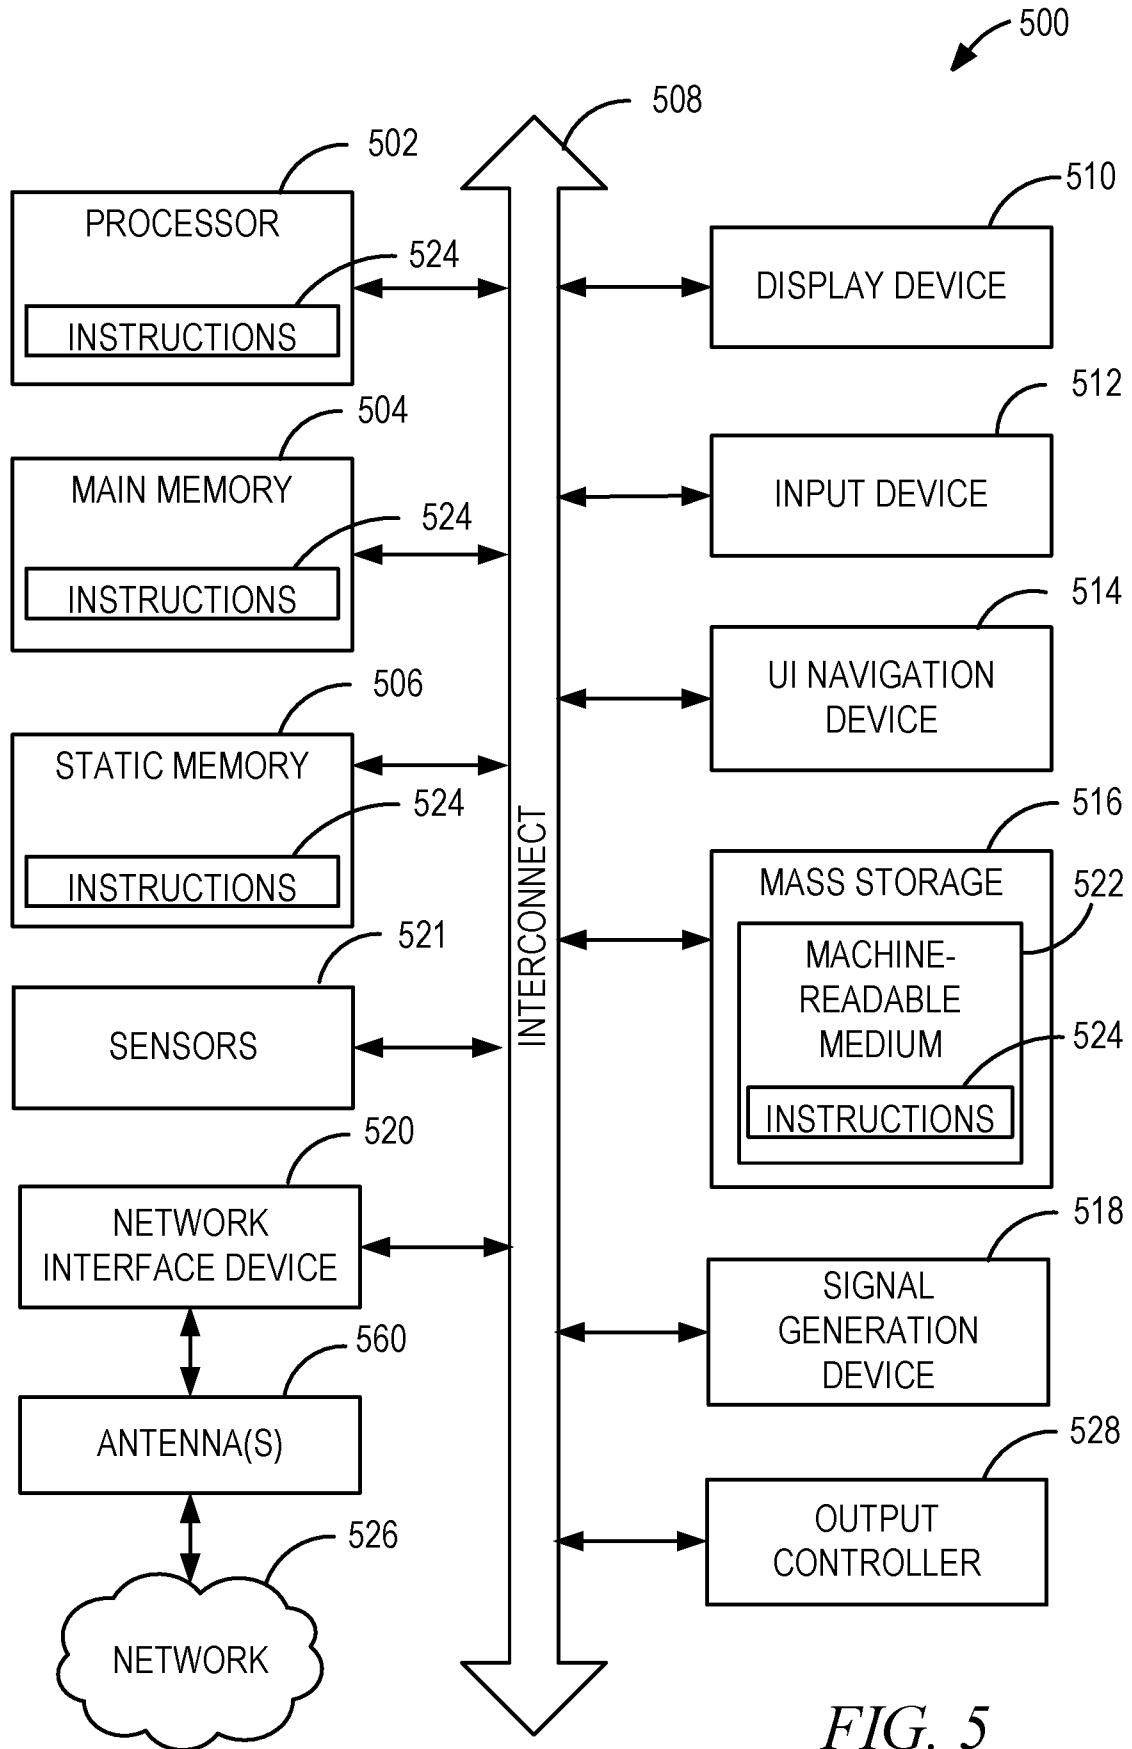 500
508
502
PROCESSOR
524
INSTRUCTIONS
504
MAIN MEMORY
524
INSTRUCTIONS
506
STATIC MEMORY
524
INSTRUCTIONS
521
SENSORS
520
NETWORK
INTERFACE DEVICE
560
ANTENNA(S)
526
NETWORK
INTERCONNECT
510
DISPLAY DEVICE
512
INPUT DEVICE
514
UI NAVIGATION
DEVICE
516
MASS STORAGE
522
MACHINE-
READABLE
MEDIUM
524
INSTRUCTIONS
518
SIGNAL
GENERATION
DEVICE
528
OUTPUT
CONTROLLER
FIG. 5